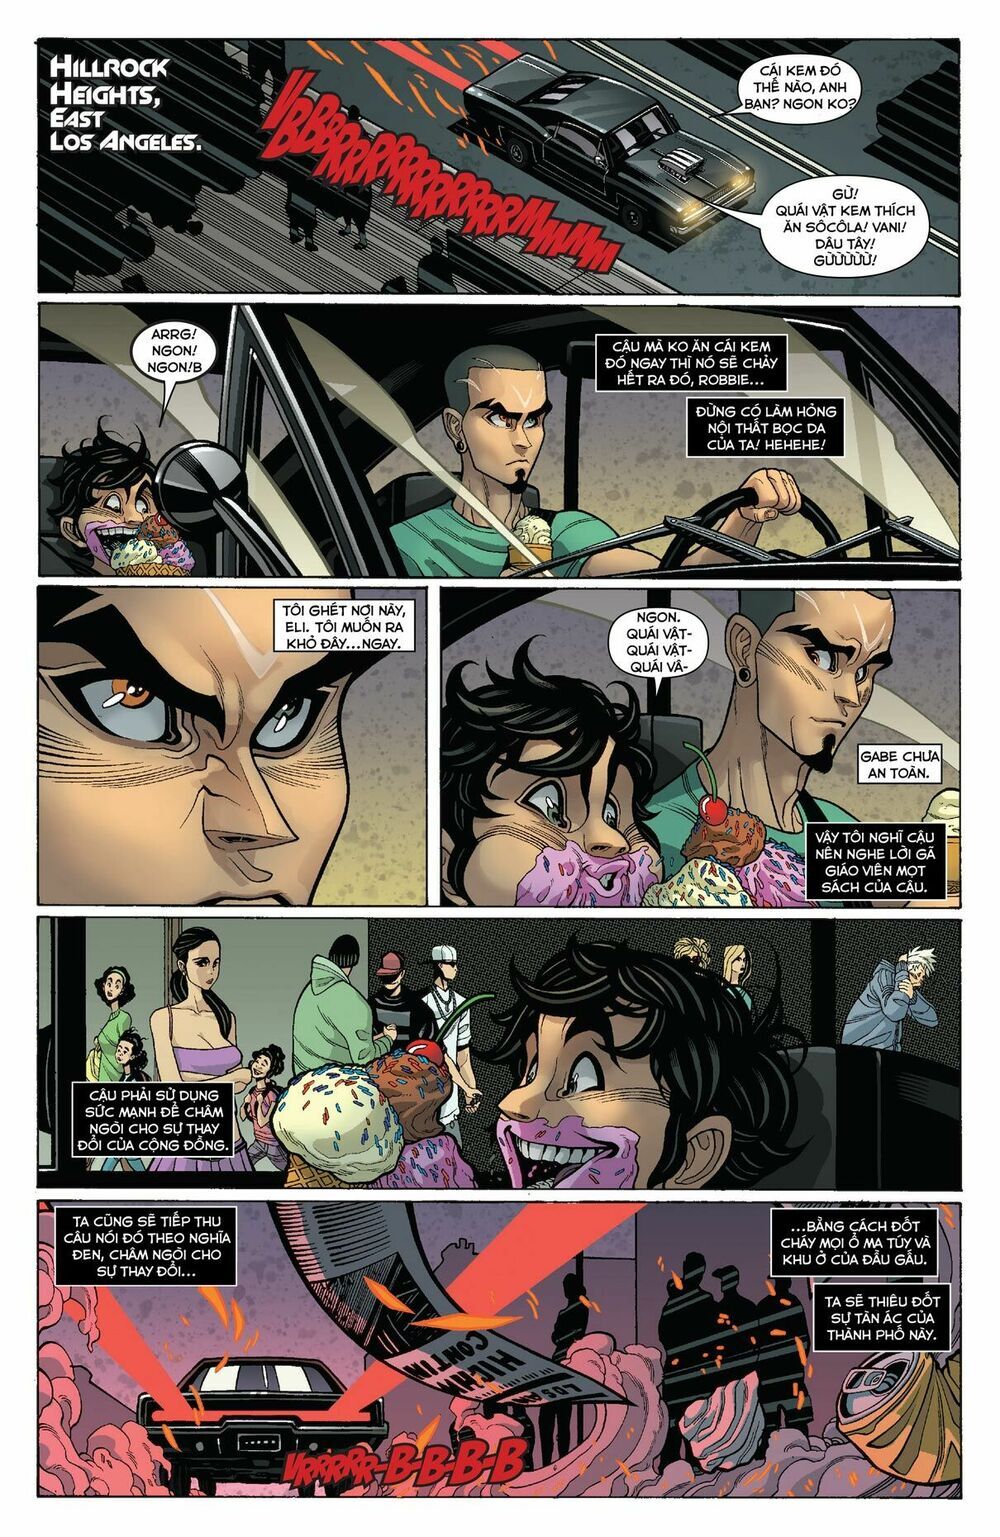 HILLROCK
HEIGHTS,
EAST
LOS ANGELES.
CÁI KEM ĐÓ
THẾ NÀO, ANH
BẠN? NGON KO?
GỪ!
QUÁI VẬT KEM THÍCH
ĂN SÔCÔLA! VANI!
DÂU TÂY!
GỪỪỪỪỪ!
ARRG!
NGON!
NGON!B
CẬU MÀ KO ĂN CÁI KEM
ĐÓ NGAY THÌ NÓ SẼ CHẢY
HẾT RA ĐÓ, ROBBIE...
ĐỪNG CÓ LÀM HỎNG
NỘI THẤT BỌC DA
CỦA TA! HEHEHE!
TÔI GHÉT NƠI NÀY,
ELI. TÔI MUỐN RA
KHỎ ĐÂY...NGAY.
NGON.
QUÁI VẬT-
QUÁI VẬT-
QUÁI VÂ-
GABE CHƯA
AN TOÀN.
VẬY TÔI NGHĨ CẬU
NÊN NGHE LỜI GÃ
GIÁO VIÊN MỌT
SÁCH CỦA CẬU.
CẬU PHẢI SỬ DỤNG
SỨC MẠNH ĐỂ CHÂM
NGÒI CHO SỰ THAY
ĐỔI CỦA CỘNG ĐỒNG.
TA CŨNG SẼ TIẾP THU
CÂU NÓI ĐÓ THEO NGHĨA
ĐEN, CHÂM NGÒI CHO
SỰ THAY ĐỔI...
...BẰNG CÁCH ĐỐT
CHÁY MỌI Ổ MA TÚY VÀ
KHU Ở CỦA ĐẦU GẤU.
TA SẼ THIÊU ĐỐT
SỰ TÀN ÁC CỦA
THÀNH PHỐ NÀY.